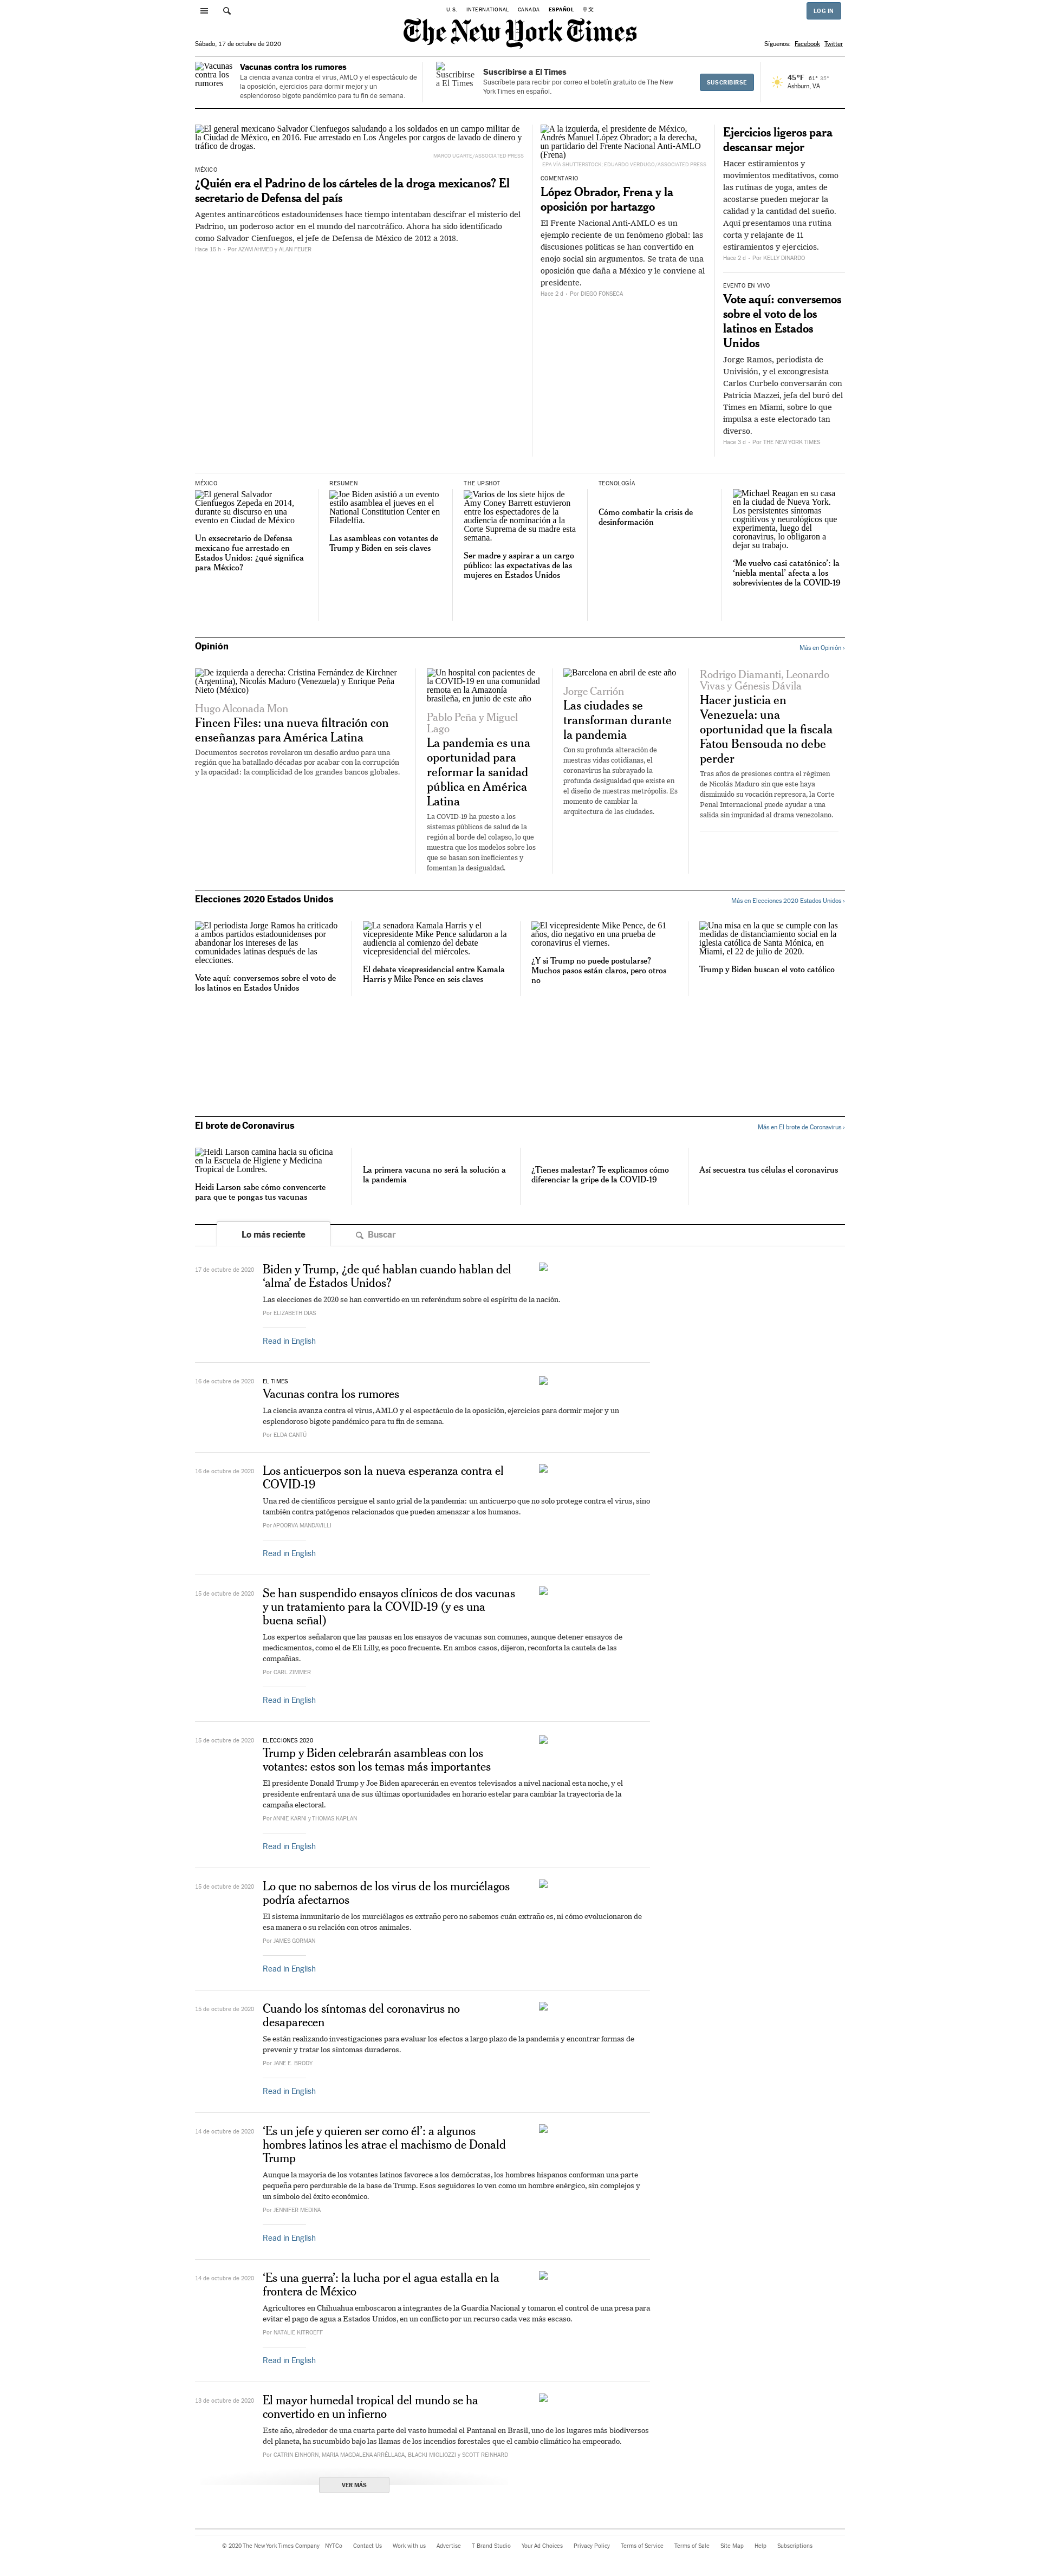 U.S. INTERNATIONAL CANADA ESPAÑOL 中文
LOG IN
The New York Times
Sábado, 17 de octubre de 2020
Síguenos: Facebook Twitter
Vacunas contra los rumores
Vacunas contra los rumores
La ciencia avanza contra el virus, AMLO y el espectáculo de
la oposición, ejercicios para dormir mejor y un
esplendoroso bigote pandémico para tu fin de semana.
Suscribirse a El Times
Suscribirse a El Times
Suscríbete para recibir por correo el boletín gratuito de The New
York Times en español.
SUSCRIBIRSE
45°F 61° 35°
Ashburn, VA
El general mexicano Salvador Cienfuegos saludando a los soldados en un campo militar de
la Ciudad de México, en 2016. Fue arrestado en Los Ángeles por cargos de lavado de dinero y
tráfico de drogas.
MARCO UGARTE/ASSOCIATED PRESS
MÉXICO
¿Quién era el Padrino de los cárteles de la droga mexicanos? El
secretario de Defensa del país
Agentes antinarcóticos estadounidenses hace tiempo intentaban descifrar el misterio del
Padrino, un poderoso actor en el mundo del narcotráfico. Ahora ha sido identificado
como Salvador Cienfuegos, el jefe de Defensa de México de 2012 a 2018.
Hace 15 h - Por AZAM AHMED y ALAN FEUER
A la izquierda, el presidente de México,
Andrés Manuel López Obrador; a la derecha,
un partidario del Frente Nacional Anti-AMLO
(Frena)
EPA VIA SHUTTERSTOCK; EDUARDO VERDUGO/ASSOCIATED PRESS
COMENTARIO
López Obrador, Frena y la
oposición por hartazgo
El Frente Nacional Anti-AMLO es un
ejemplo reciente de un fenómeno global: las
discusiones políticas se han convertido en
enojo social sin argumentos. Se trata de una
oposición que daña a México y le conviene al
presidente.
Hace 2 d - Por DIEGO FONSECA
Ejercicios ligeros para
descansar mejor
Hacer estiramientos y
movimientos meditativos, como
las rutinas de yoga, antes de
acostarse pueden mejorar la
calidad y la cantidad del sueño.
Aquí presentamos una rutina
corta y relajante de 11
estiramientos y ejercicios.
Hace 2 d - Por KELLY DINARDO
EVENTO EN VIVO
Vote aquí: conversemos
sobre el voto de los
latinos en Estados
Unidos
Jorge Ramos, periodista de
Univisión, y el excongresista
Carlos Curbelo conversarán con
Patricia Mazzei, jefa del buró del
Times en Miami, sobre lo que
impulsa a este electorado tan
diverso.
Hace 3 d - Por THE NEW YORK TIMES
MÉXICO
El general Salvador
Cienfuegos Zepeda en 2014,
durante su discurso en una
evento en Ciudad de México
Un exsecretario de Defensa
mexicano fue arrestado en
Estados Unidos: ¿qué significa
para México?
RESUMEN
Joe Biden asistió a un evento
estilo asamblea el jueves en el
National Constitution Center en
Filadelfia.
Las asambleas con votantes de
Trump y Biden en seis claves
THE UPSHOT
Varios de los siete hijos de
Amy Coney Barrett estuvieron
entre los espectadores de la
audiencia de nominación a la
Corte Suprema de su madre esta
semana.
Ser madre y aspirar a un cargo
público: las expectativas de las
mujeres en Estados Unidos
TECNOLOGÍA
Cómo combatir la crisis de
desinformación
Michael Reagan en su casa
en la ciudad de Nueva York.
Los persistentes síntomas
cognitivos y neurológicos que
experimenta, luego del
coronavirus, lo obligaron a
dejar su trabajo.
‘Me vuelvo casi catatónico’: la
‘niebla mental’ afecta a los
sobrevivientes de la COVID-19
Opinión
Más en Opinión ›
De izquierda a derecha: Cristina Fernández de Kirchner
(Argentina), Nicolás Maduro (Venezuela) y Enrique Peña
Nieto (México)
Hugo Alconada Mon
Fincen Files: una nueva filtración con
enseñanzas para América Latina
Documentos secretos revelaron un desafío arduo para una
región que ha batallado décadas por acabar con la corrupción
y la opacidad: la complicidad de los grandes bancos globales.
Un hospital con pacientes de
la COVID-19 en una comunidad
remota en la Amazonía
brasileña, en junio de este año
Pablo Peña y Miguel
Lago
La pandemia es una
oportunidad para
reformar la sanidad
pública en América
Latina
La COVID-19 ha puesto a los
sistemas públicos de salud de la
región al borde del colapso, lo que
muestra que los modelos sobre los
que se basan son ineficientes y
fomentan la desigualdad.
Barcelona en abril de este año
Jorge Carrión
Las ciudades se
transforman durante
la pandemia
Con su profunda alteración de
nuestras vidas cotidianas, el
coronavirus ha subrayado la
profunda desigualdad que existe en
el diseño de nuestras metrópolis. Es
momento de cambiar la
arquitectura de las ciudades.
Rodrigo Diamanti, Leonardo
Vivas y Génesis Dávila
Hacer justicia en
Venezuela: una
oportunidad que la fiscala
Fatou Bensouda no debe
perder
Tras años de presiones contra el régimen
de Nicolás Maduro sin que este haya
disminuido su vocación represora, la Corte
Penal Internacional puede ayudar a una
salida sin impunidad al drama venezolano.
Elecciones 2020 Estados Unidos
Más en Elecciones 2020 Estados Unidos ›
El periodista Jorge Ramos ha criticado
a ambos partidos estadounidenses por
abandonar los intereses de las
comunidades latinas después de las
elecciones.
Vote aquí: conversemos sobre el voto de
los latinos en Estados Unidos
La senadora Kamala Harris y el
vicepresidente Mike Pence saludaron a la
audiencia al comienzo del debate
vicepresidencial del miércoles.
El debate vicepresidencial entre Kamala
Harris y Mike Pence en seis claves
El vicepresidente Mike Pence, de 61
años, dio negativo en una prueba de
coronavirus el viernes.
¿Y si Trump no puede postularse?
Muchos pasos están claros, pero otros
no
Una misa en la que se cumple con las
medidas de distanciamiento social en la
iglesia católica de Santa Mónica, en
Miami, el 22 de julio de 2020.
Trump y Biden buscan el voto católico
El brote de Coronavirus
Más en El brote de Coronavirus ›
Heidi Larson camina hacia su oficina
en la Escuela de Higiene y Medicina
Tropical de Londres.
Heidi Larson sabe cómo convencerte
para que te pongas tus vacunas
La primera vacuna no será la solución a
la pandemia
¿Tienes malestar? Te explicamos cómo
diferenciar la gripe de la COVID-19
Así secuestra tus células el coronavirus
Lo más reciente
Buscar
17 de octubre de 2020
Biden y Trump, ¿de qué hablan cuando hablan del
‘alma’ de Estados Unidos?
Las elecciones de 2020 se han convertido en un referéndum sobre el espíritu de la nación.
Por ELIZABETH DIAS
Read in English
16 de octubre de 2020
EL TIMES
Vacunas contra los rumores
La ciencia avanza contra el virus, AMLO y el espectáculo de la oposición, ejercicios para dormir mejor y un
esplendoroso bigote pandémico para tu fin de semana.
Por ELDA CANTÚ
16 de octubre de 2020
Los anticuerpos son la nueva esperanza contra el
COVID-19
Una red de científicos persigue el santo grial de la pandemia: un anticuerpo que no solo protege contra el virus, sino
también contra patógenos relacionados que pueden amenazar a los humanos.
Por APOORVA MANDAVILLI
Read in English
15 de octubre de 2020
Se han suspendido ensayos clínicos de dos vacunas
y un tratamiento para la COVID-19 (y es una
buena señal)
Los expertos señalaron que las pausas en los ensayos de vacunas son comunes, aunque detener ensayos de
medicamentos, como el de Eli Lilly, es poco frecuente. En ambos casos, dijeron, reconforta la cautela de las
compañías.
Por CARL ZIMMER
Read in English
15 de octubre de 2020
ELECCIONES 2020
Trump y Biden celebrarán asambleas con los
votantes: estos son los temas más importantes
El presidente Donald Trump y Joe Biden aparecerán en eventos televisados a nivel nacional esta noche, y el
presidente enfrentará una de sus últimas oportunidades en horario estelar para cambiar la trayectoria de la
campaña electoral.
Por ANNIE KARNI y THOMAS KAPLAN
Read in English
15 de octubre de 2020
Lo que no sabemos de los virus de los murciélagos
podría afectarnos
El sistema inmunitario de los murciélagos es extraño pero no sabemos cuán extraño es, ni cómo evolucionaron de
esa manera o su relación con otros animales.
Por JAMES GORMAN
Read in English
15 de octubre de 2020
Cuando los síntomas del coronavirus no
desaparecen
Se están realizando investigaciones para evaluar los efectos a largo plazo de la pandemia y encontrar formas de
prevenir y tratar los síntomas duraderos.
Por JANE E. BRODY
Read in English
14 de octubre de 2020
‘Es un jefe y quieren ser como él’: a algunos
hombres latinos les atrae el machismo de Donald
Trump
Aunque la mayoría de los votantes latinos favorece a los demócratas, los hombres hispanos conforman una parte
pequeña pero perdurable de la base de Trump. Esos seguidores lo ven como un hombre enérgico, sin complejos y
un símbolo del éxito económico.
Por JENNIFER MEDINA
Read in English
14 de octubre de 2020
‘Es una guerra’: la lucha por el agua estalla en la
frontera de México
Agricultores en Chihuahua emboscaron a integrantes de la Guardia Nacional y tomaron el control de una presa para
evitar el pago de agua a Estados Unidos, en un conflicto por un recurso cada vez más escaso.
Por NATALIE KITROEFF
Read in English
13 de octubre de 2020
El mayor humedal tropical del mundo se ha
convertido en un infierno
Este año, alrededor de una cuarta parte del vasto humedal el Pantanal en Brasil, uno de los lugares más biodiversos
del planeta, ha sucumbido bajo las llamas de los incendios forestales que el cambio climático ha empeorado.
Por CATRIN EINHORN, MARIA MAGDALENA ARRÉLLAGA, BLACKI MIGLIOZZI y SCOTT REINHARD
VER MÁS
© 2020 The New York Times Company NYTCo Contact Us Work with us Advertise T Brand Studio Your Ad Choices Privacy Policy Terms of Service Terms of Sale Site Map Help Subscriptions